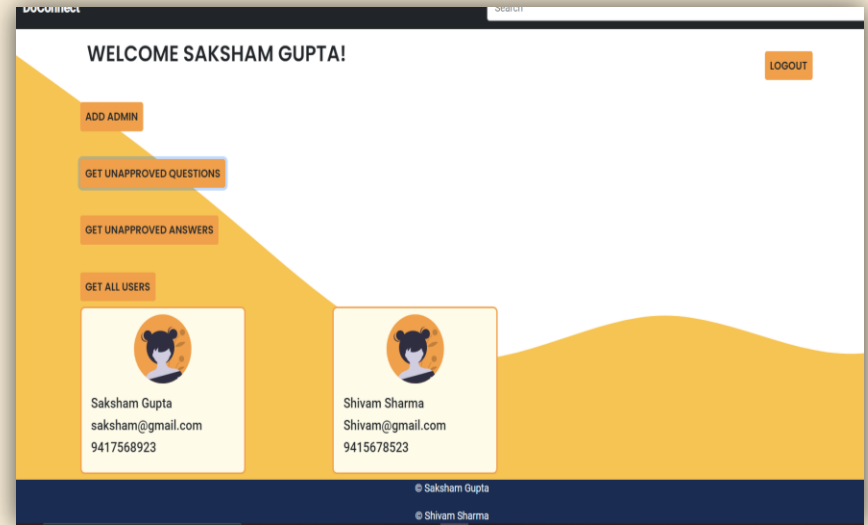 DoConnect
Search
WELCOME SAKSHAM GUPTA!
LOGOUT
ADD ADMIN
GET UNAPPROVED QUESTIONS
GET UNAPPROVED ANSWERS
GET ALL USERS
Saksham Gupta
saksham@gmail.com
9417568923
Shivam Sharma
Shivam@gmail.com
9415678523
© Saksham Gupta
© Shivam Sharma